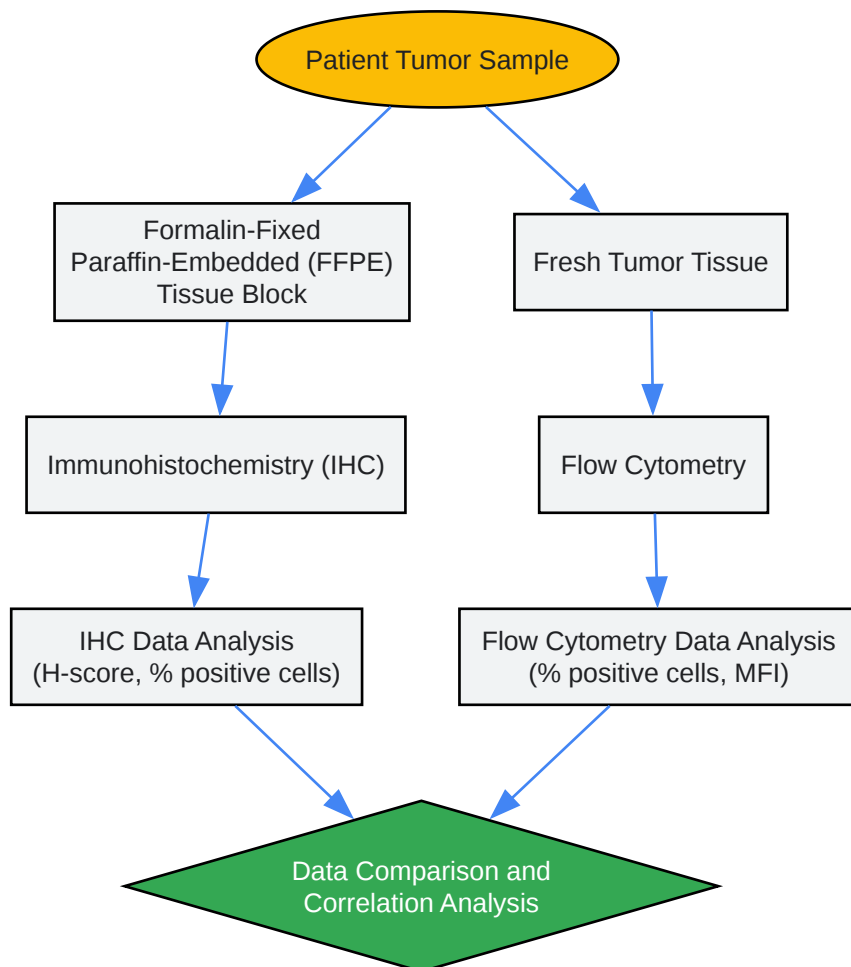 Patient Tumor Sample
Formalin-Fixed
Paraffin-Embedded (FFPE)
Tissue Block
Fresh Tumor Tissue
Immunohistochemistry (IHC)
Flow Cytometry
IHC Data Analysis
(H-score, % positive cells)
Flow Cytometry Data Analysis
(% positive cells, MFI)
Data Comparison and
Correlation Analysis